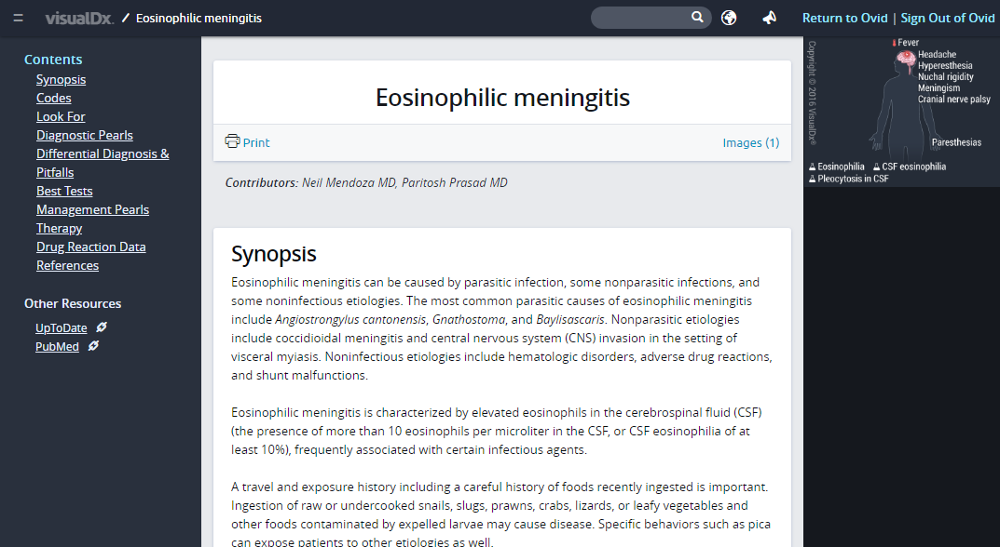 visualDx. / Eosinophilic meningitis
Return to Ovid | Sign Out of Ovid
Contents
Synopsis
Codes
Look For
Diagnostic Pearls
Differential Diagnosis &
Pitfalls
Best Tests
Management Pearls
Therapy
Drug Reaction Data
References
Other Resources
UpToDate
PubMed
Eosinophilic meningitis
Print
Images (1)
Contributors: Neil Mendoza MD, Paritosh Prasad MD
Synopsis
Eosinophilic meningitis can be caused by parasitic infection, some nonparasitic infections, and
some noninfectious etiologies. The most common parasitic causes of eosinophilic meningitis
include Angiostrongylus cantonensis, Gnathostoma, and Baylisascaris. Nonparasitic etiologies
include coccidioidal meningitis and central nervous system (CNS) invasion in the setting of
visceral myiasis. Noninfectious etiologies include hematologic disorders, adverse drug reactions,
and shunt malfunctions.
Eosinophilic meningitis is characterized by elevated eosinophils in the cerebrospinal fluid (CSF)
(the presence of more than 10 eosinophils per microliter in the CSF, or CSF eosinophilia of at
least 10%), frequently associated with certain infectious agents.
A travel and exposure history including a careful history of foods recently ingested is important.
Ingestion of raw or undercooked snails, slugs, prawns, crabs, lizards, or leafy vegetables and
other foods contaminated by expelled larvae may cause disease. Specific behaviors such as pica
can expose patients to other etiologies as well.
Copyright © 2016 VisualDx®
Fever
Headache
Hyperesthesia
Nuchal rigidity
Meningism
Cranial nerve palsy
Paresthesias
Eosinophilia
CSF eosinophilia
Pleocytosis in CSF